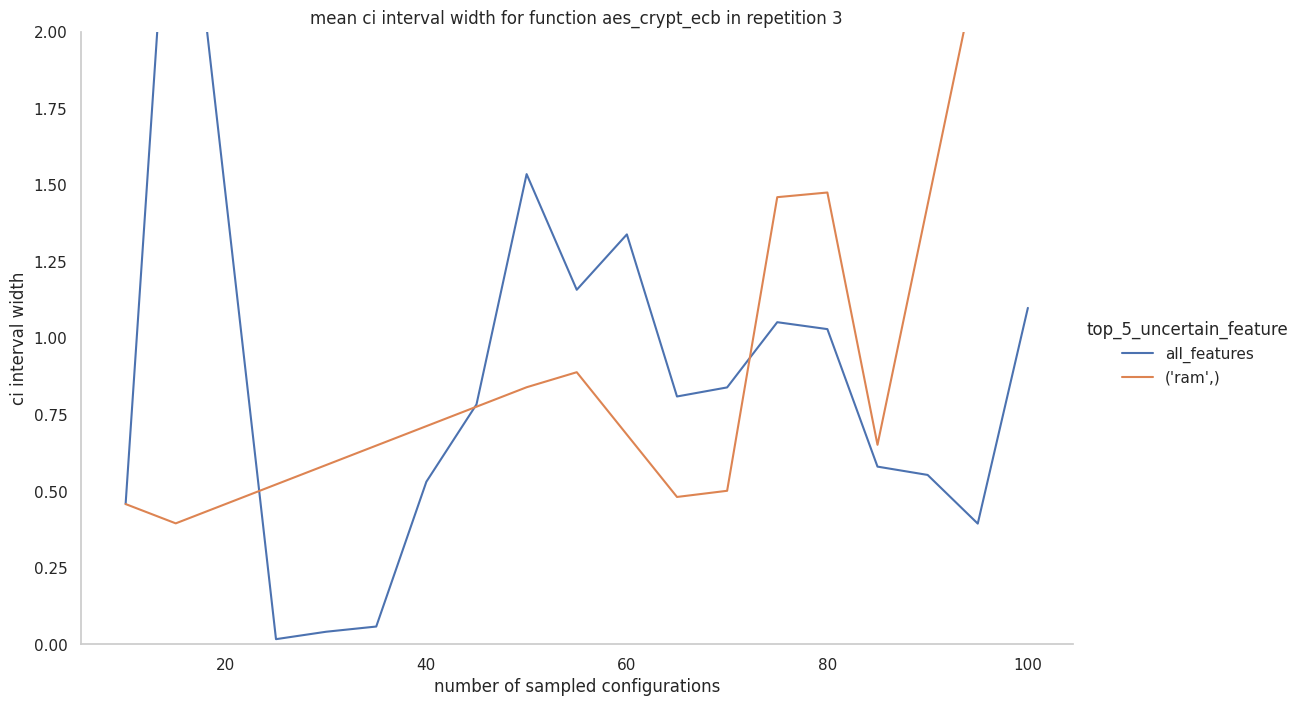 mean ci interval width for function aes_crypt_ecb in repetition 3
2.00
1.75
1.50
1.25
1.00
0.75
0.50
0.25
0.00
ci interval width
20 40 60 80 100
number of sampled configurations
top_5_uncertain_feature
all_features
('ram',)